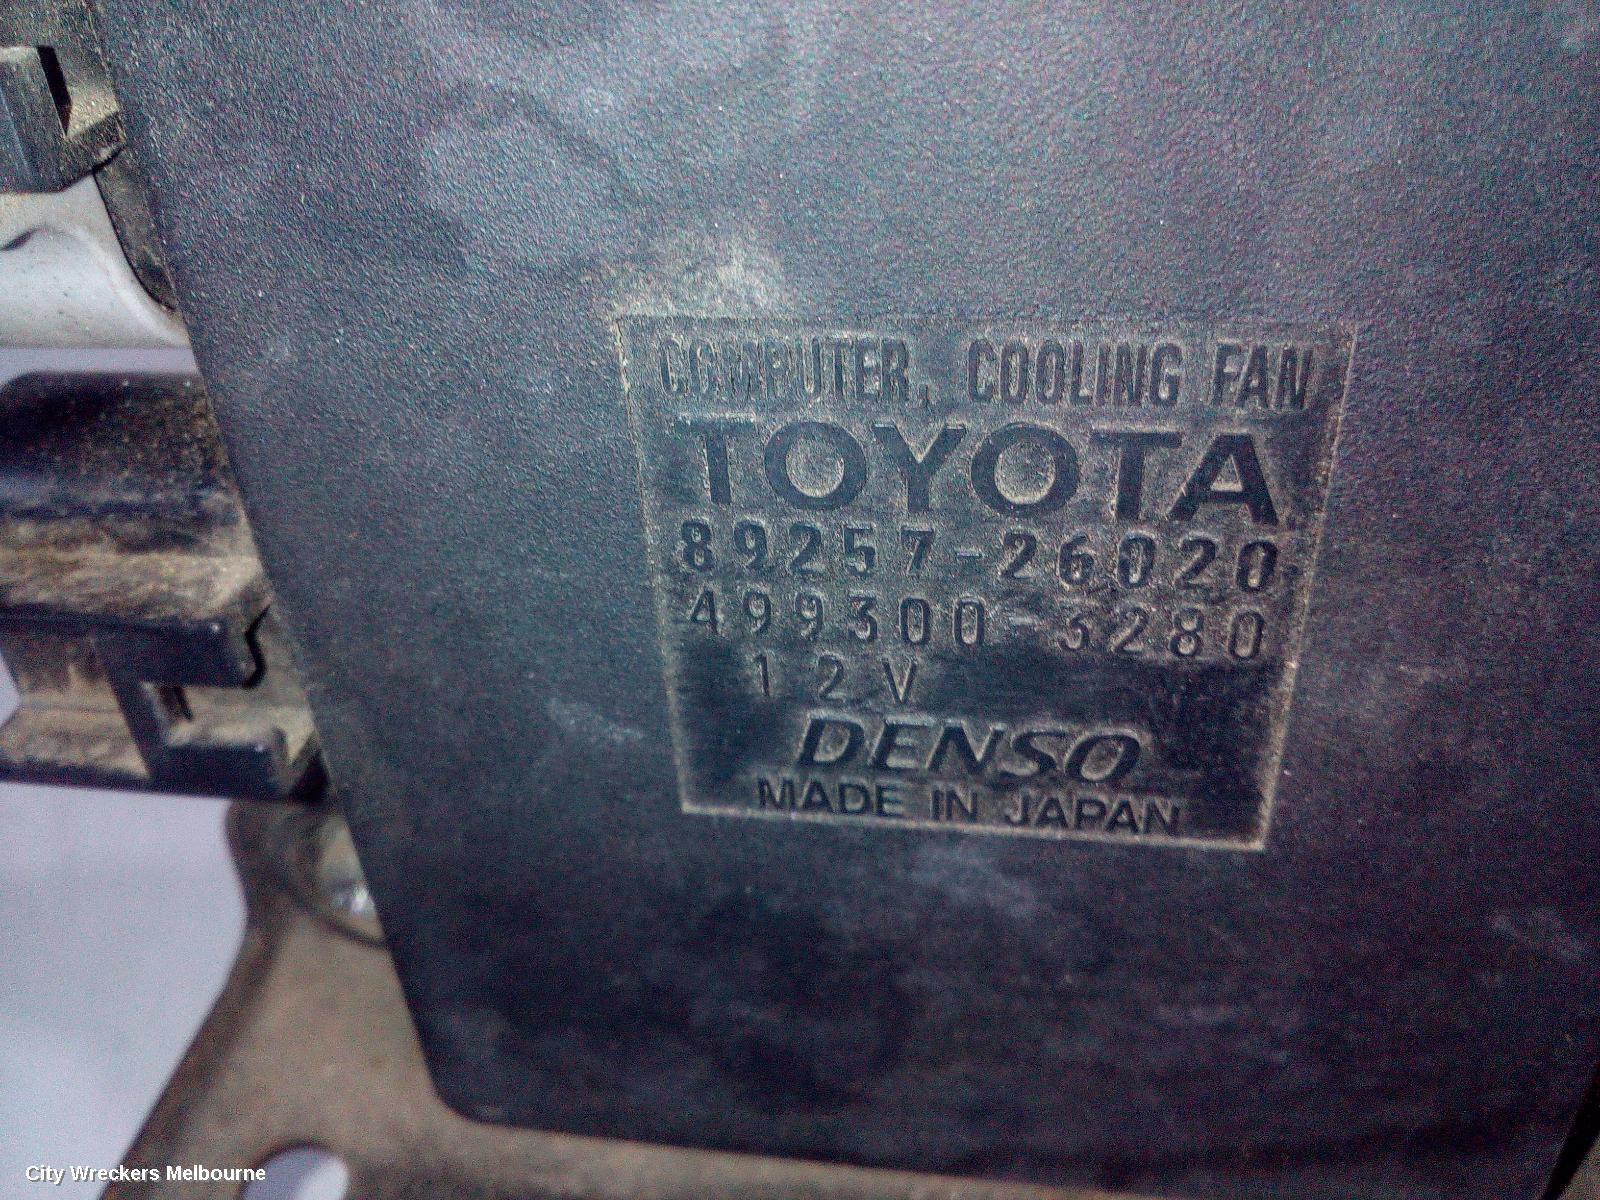 COMPUTER, COOLING FAN
TOYOTA
89257-26020
499300-3280
12V
DENSO
MADE IN JAPAN
City Wreckers Melbourne